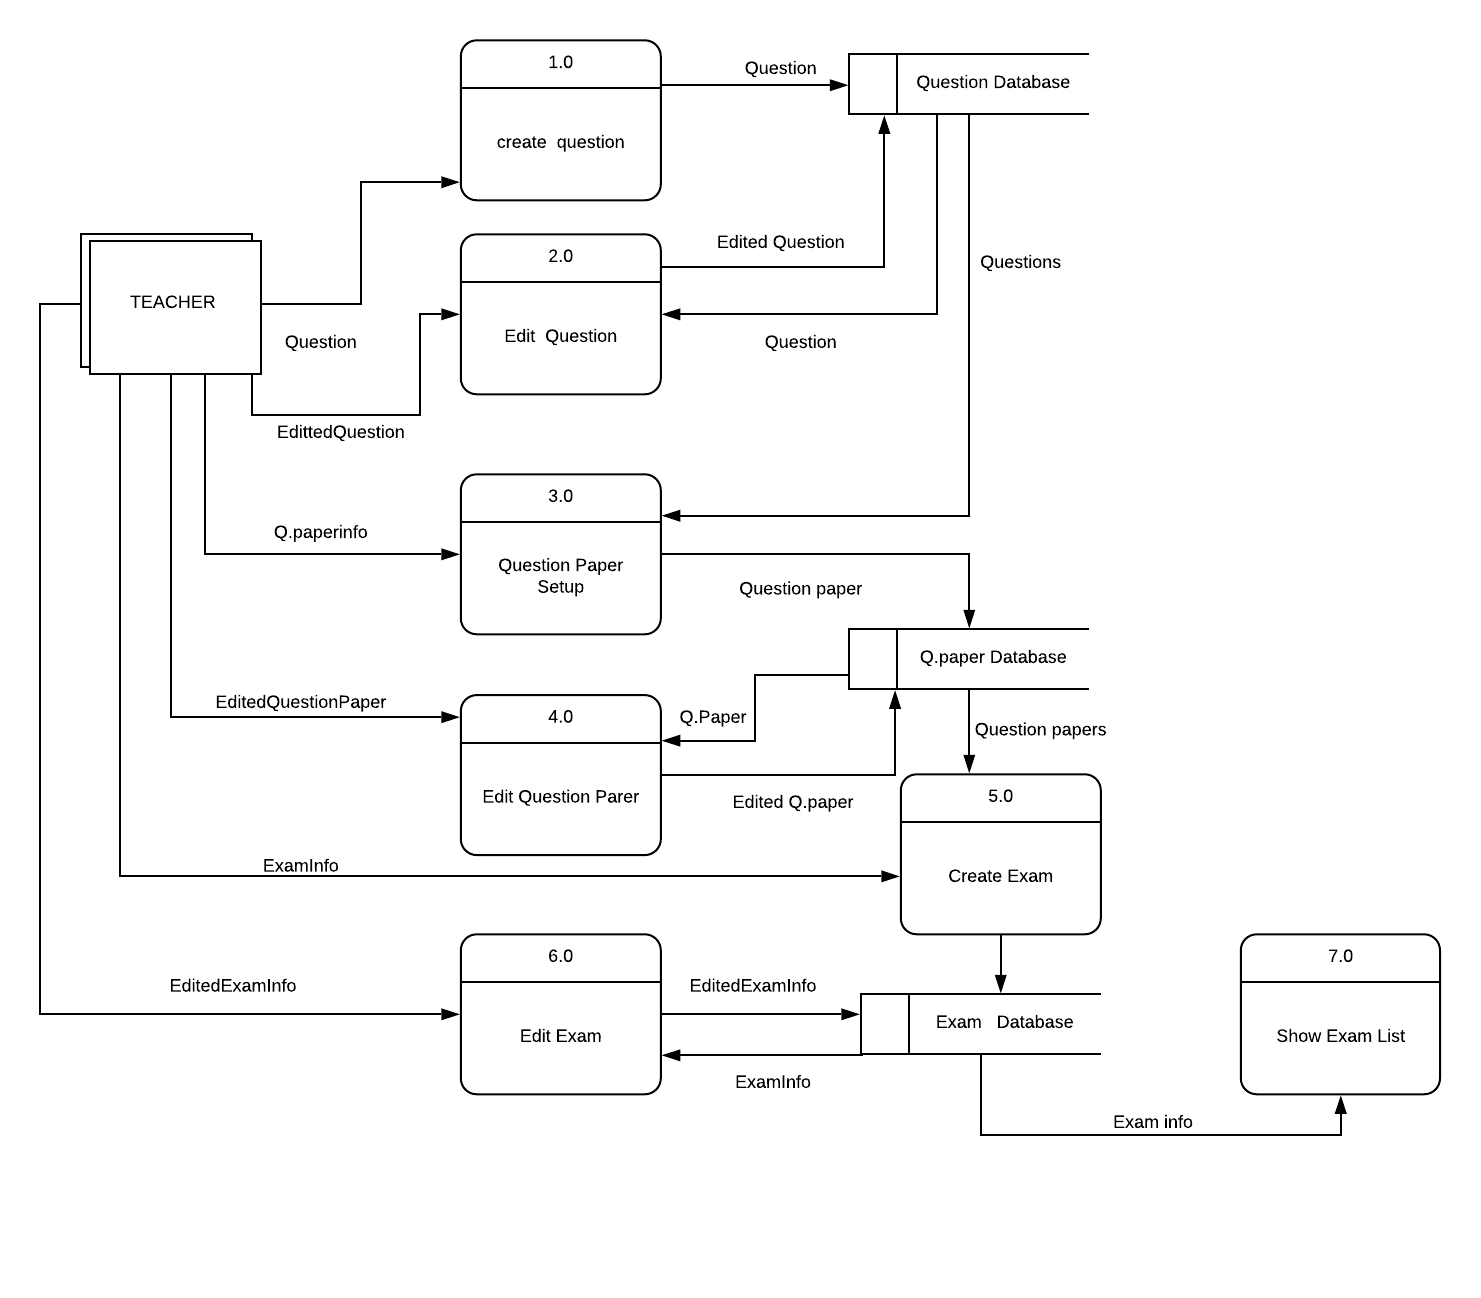 1.0
Question
Question Database
create  question
2.0
Edited Question
Questions
TEACHER
Question
Edit  Question
Question
EdittedQuestion
3.0
Q.paperinfo
Question Paper
Setup
Question paper
Q.paper Database
EditedQuestionPaper
4.0
Q.Paper
Question papers
Edit Question Parer
Edited Q.paper
5.0
ExamInfo
Create Exam
6.0
7.0
EditedExamInfo
EditedExamInfo
Exam   Database
Edit Exam
Show Exam List
ExamInfo
Exam info